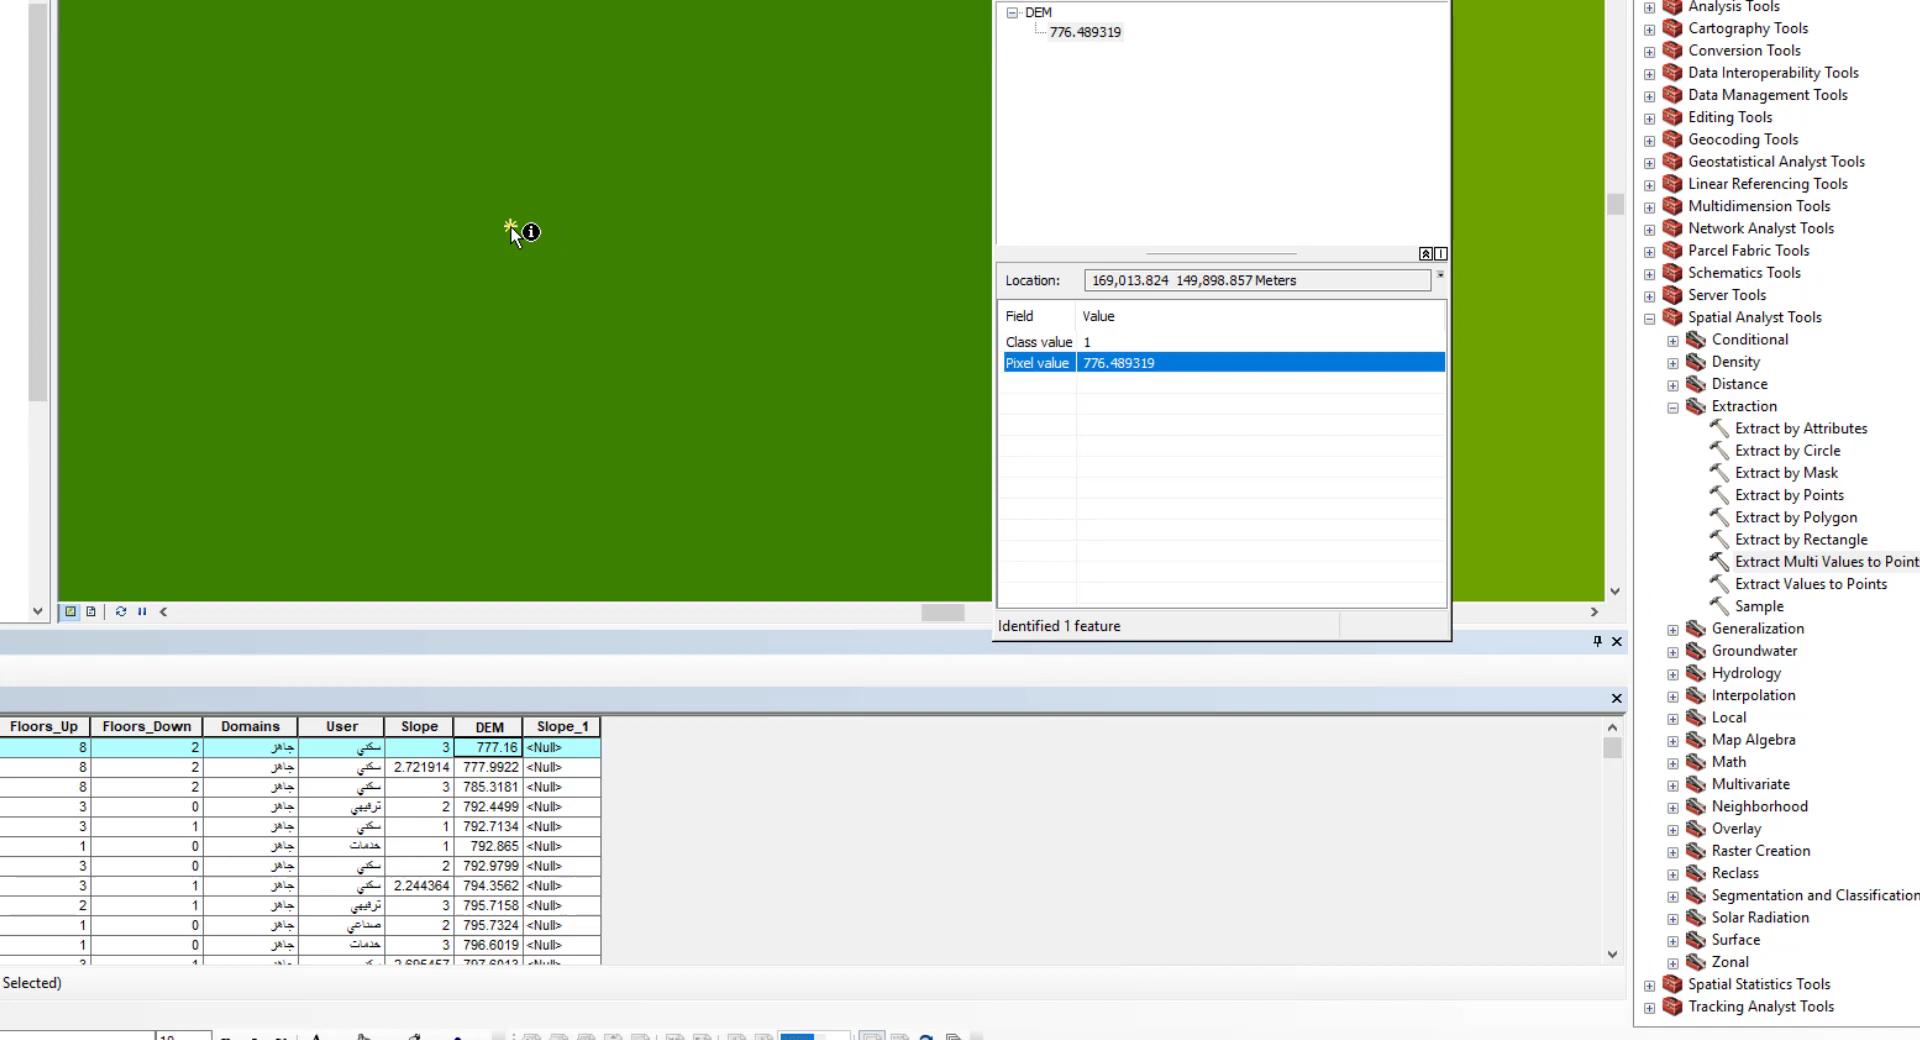 DEM
776.489319
Location: 169,013.824 149,898.857 Meters
Field Value
Class value 1
Pixel value 776.489319
Identified 1 feature
Analysis Tools
Cartography Tools
Conversion Tools
Data Interoperability Tools
Data Management Tools
Editing Tools
Geocoding Tools
Geostatistical Analyst Tools
Linear Referencing Tools
Multidimension Tools
Network Analyst Tools
Parcel Fabric Tools
Schematics Tools
Server Tools
Spatial Analyst Tools
Conditional
Density
Distance
Extraction
Extract by Attributes
Extract by Circle
Extract by Mask
Extract by Points
Extract by Polygon
Extract by Rectangle
Extract Multi Values to Point
Extract Values to Points
Sample
Generalization
Groundwater
Hydrology
Interpolation
Local
Map Algebra
Math
Multivariate
Neighborhood
Overlay
Raster Creation
Reclass
Segmentation and Classification
Solar Radiation
Surface
Zonal
Spatial Statistics Tools
Tracking Analyst Tools
Floors_Up Floors_Down Domains User Slope DEM Slope_1
8 2 جاهز سكني 3 777.16 <Null>
8 2 جاهز سكني 2.721914 777.9922 <Null>
8 2 جاهز سكني 3 785.3181 <Null>
3 0 جاهز ترفيهي 2 792.4499 <Null>
3 1 جاهز سكني 1 792.7134 <Null>
1 0 جاهز خدمات 1 792.865 <Null>
3 0 جاهز سكني 2 792.9799 <Null>
3 1 جاهز سكني 2.244364 794.3562 <Null>
2 1 جاهز ترفيهي 3 795.7158 <Null>
1 0 جاهز صناعي 2 795.7324 <Null>
1 0 جاهز خدمات 3 796.6019 <Null>
Selected)